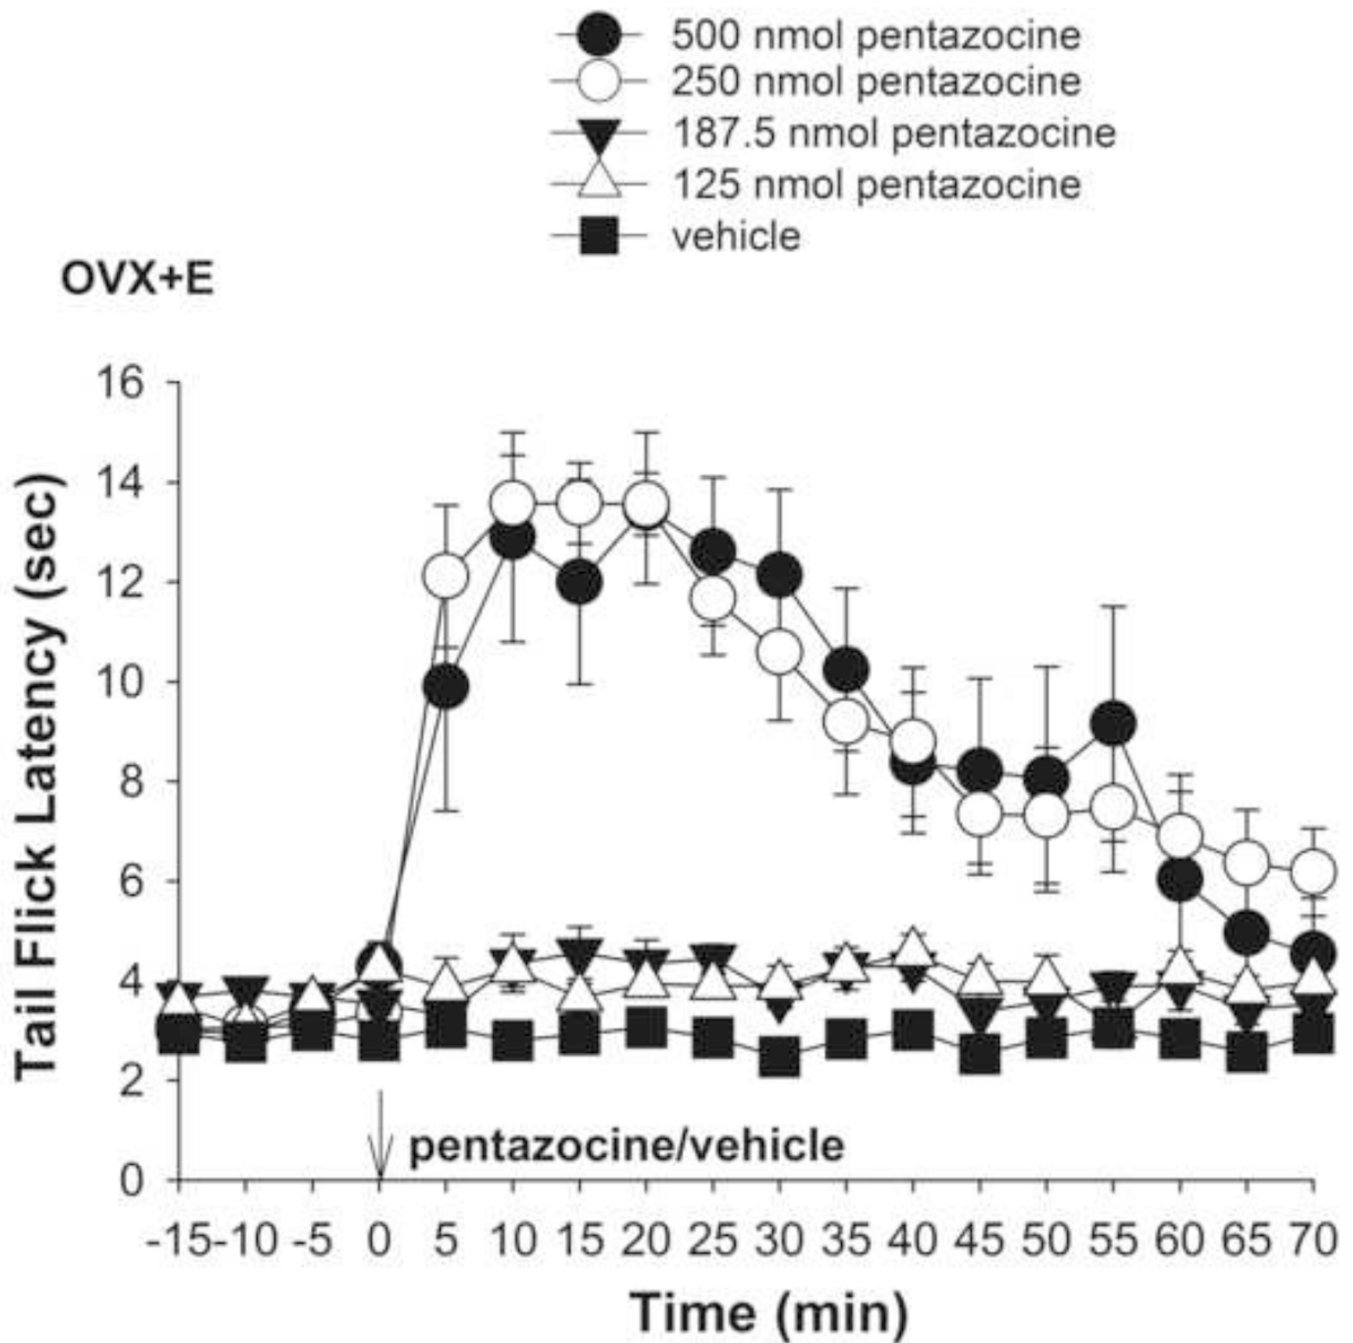 500 nmol pentazocine
250 nmol pentazocine
187.5 nmol pentazocine
125 nmol pentazocine
vehicle
OVX+E
Tail Flick Latency (sec)
16
14
12
10
8
6
4
2
0
pentazocine/vehicle
-15 -10 -5 0 5 10 15 20 25 30 35 40 45 50 55 60 65 70
Time (min)